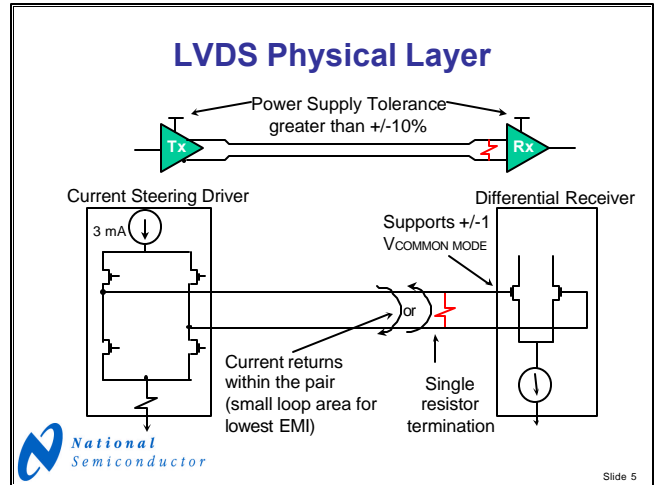 LVDS Physical Layer
Power Supply Tolerance
greater than +/-10%
Tx
Rx
Current Steering Driver
Differential Receiver
3 mA
Supports +/-1
VCOMMON MODE
or
Current returns
within the pair
(small loop area for
lowest EMI)
Single
resistor
termination
National
Semiconductor
Slide 5